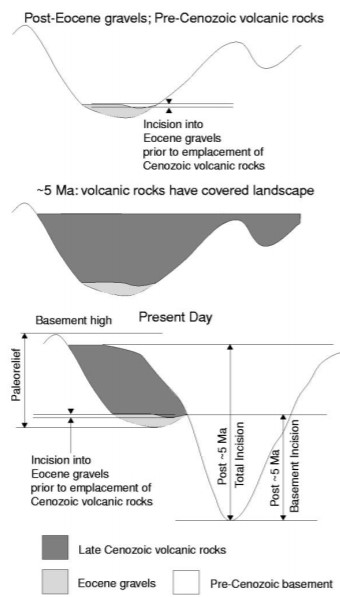 Post-Eocene gravels; Pre-Cenozoic volcanic rocks
Incision into
Eocene gravels
prior to emplacement of
Cenozoic volcanic rocks
~5 Ma: volcanic rocks have covered landscape
Present Day
Basement high
Paleorelief
Post ~5 Ma
Total Incision
Post ~5 Ma
Basement Incision
Incision into
Eocene gravels
prior to emplacement of
Cenozoic volcanic rocks
Late Cenozoic volcanic rocks
Eocene gravels
Pre-Cenozoic basement